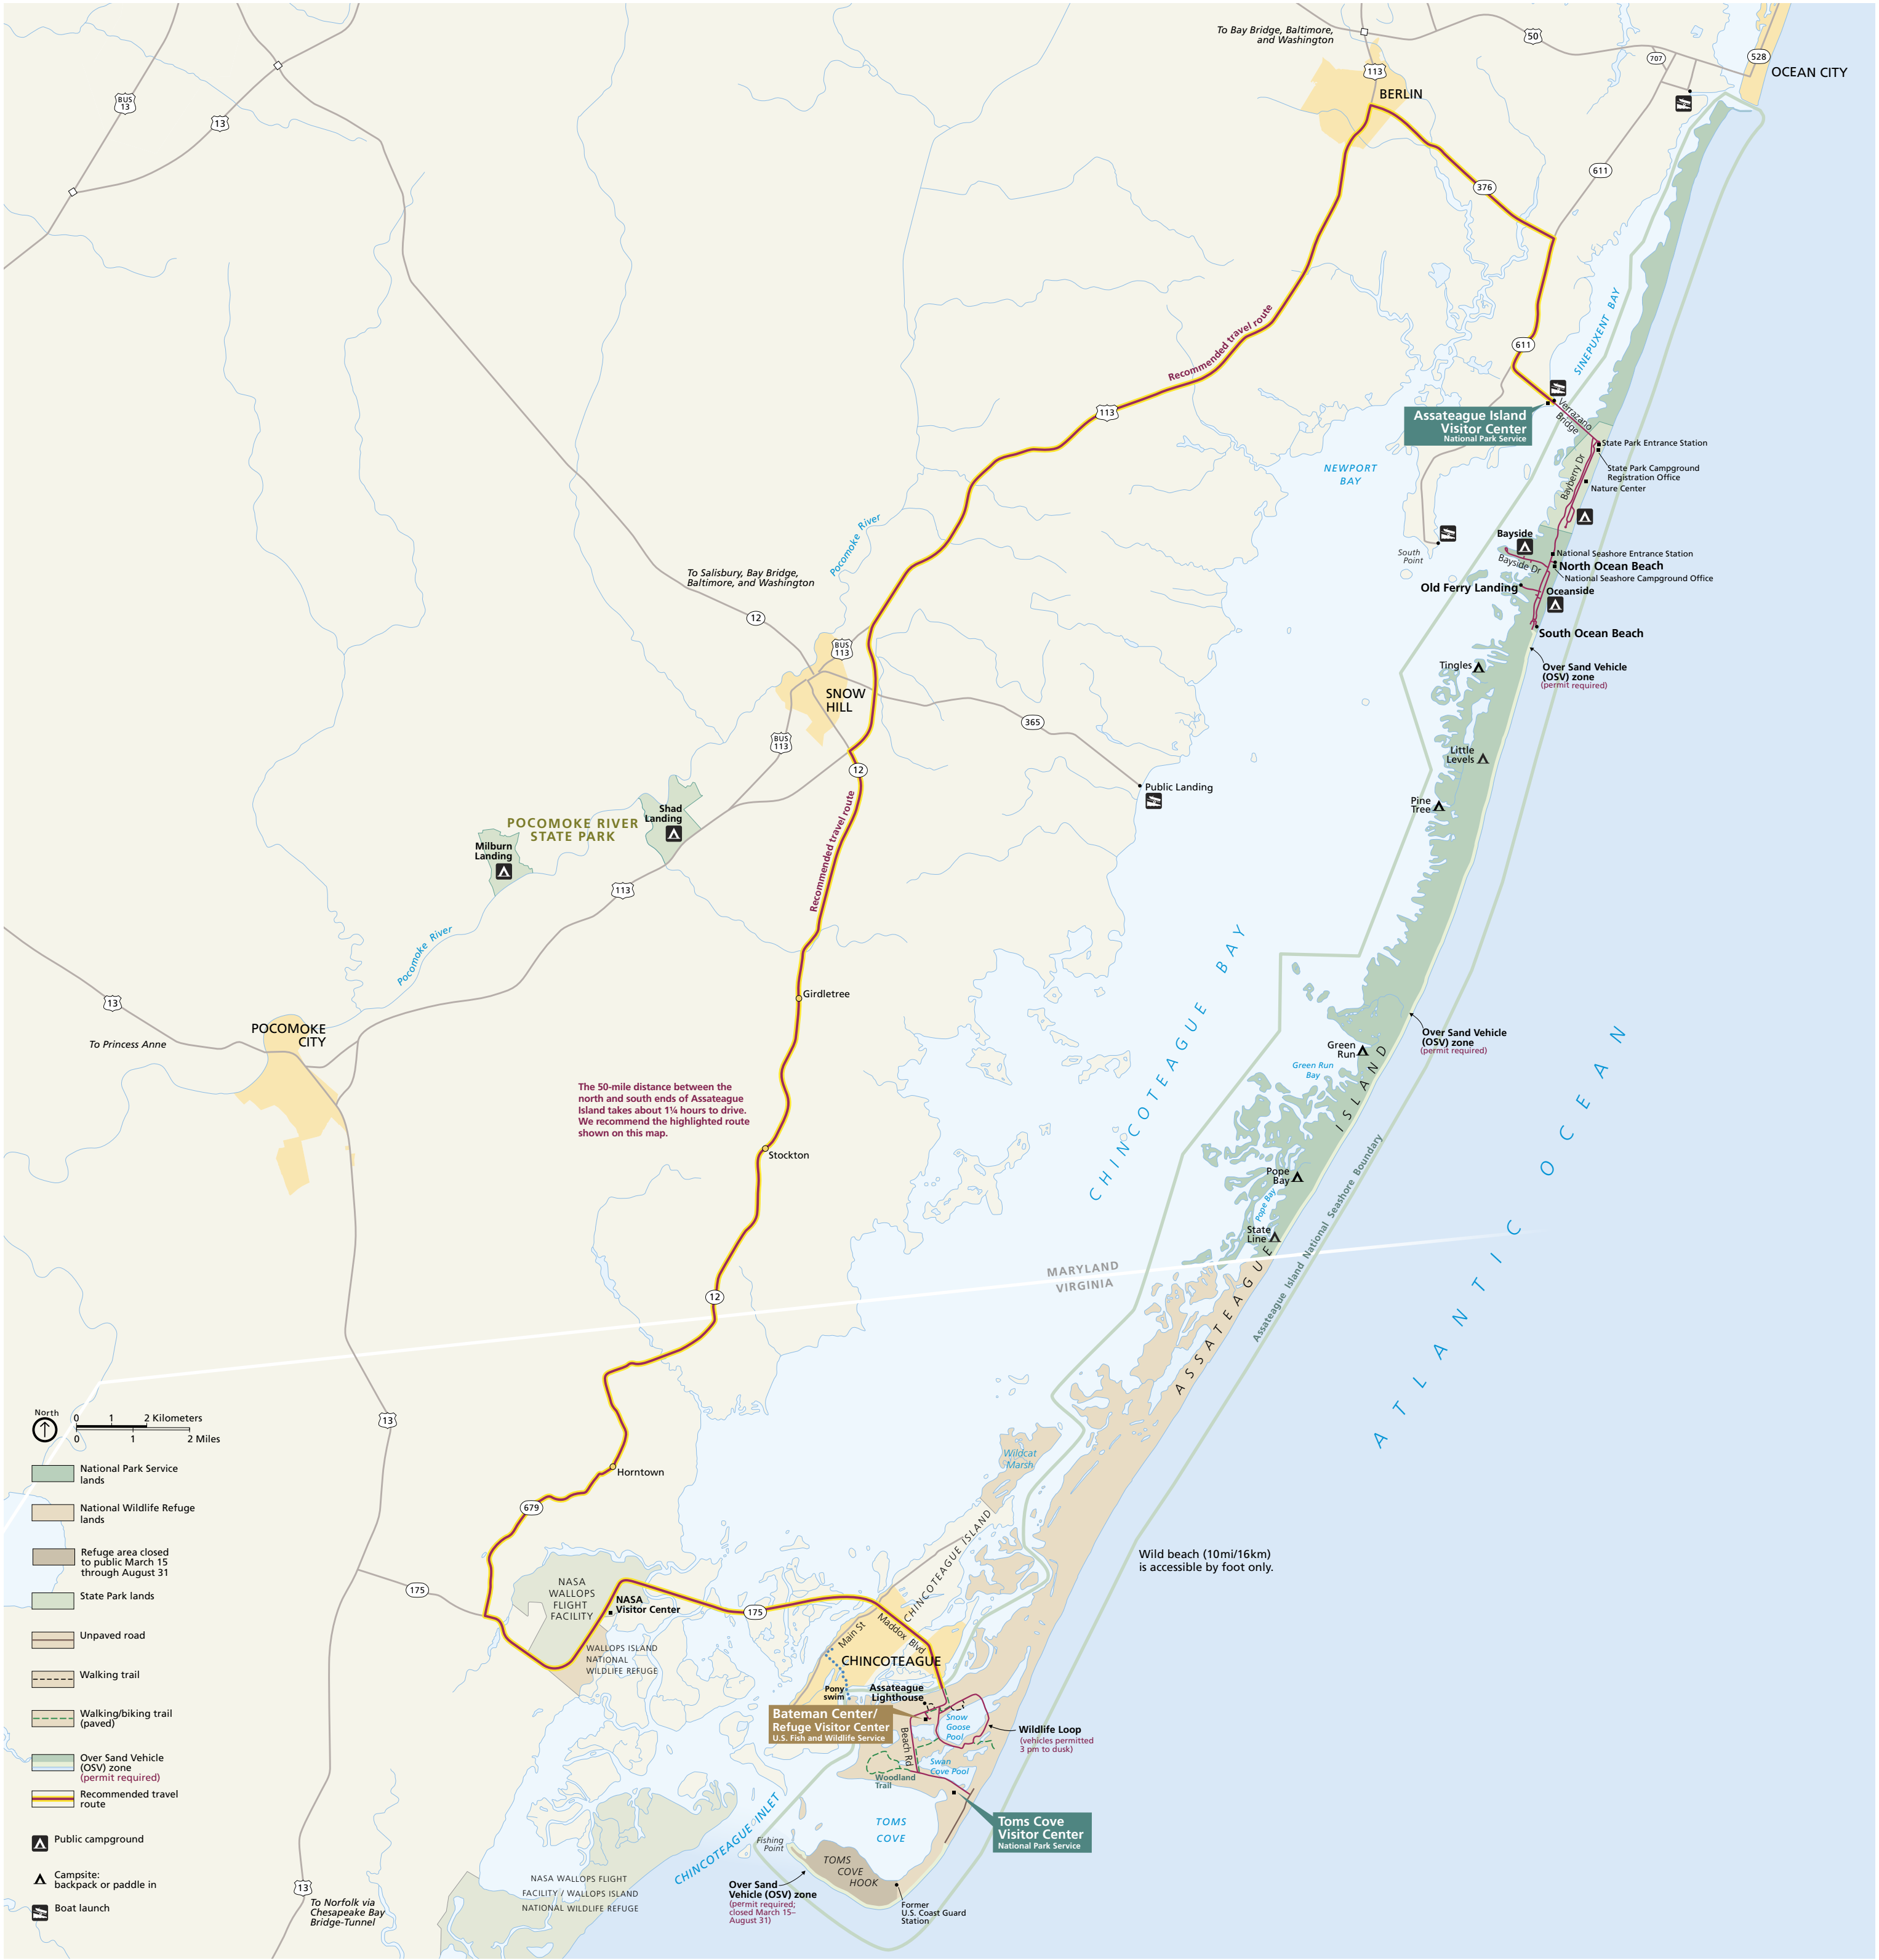 To Bay Bridge, Baltimore,
and Washington
50
707
528
OCEAN CITY
113
BERLIN
BUS
13
13
611
376
Recommended travel route
611
SINEPUXENT BAY
113
Verrazano
Bridge
Assateague Island
Visitor Center
National Park Service
State Park Entrance Station
State Park Campground
Registration Office
Nature Center
Bayberry Dr
NEWPORT
BAY
South
Point
Bayside
Bayside Dr
National Seashore Entrance Station
North Ocean Beach
National Seashore Campground Office
Old Ferry Landing
Oceanside
South Ocean Beach
Over Sand Vehicle
(OSV) zone
(permit required)
Tingles
Little
Levels
Pine
Tree
Pocomoke River
To Salisbury, Bay Bridge,
Baltimore, and Washington
12
BUS
113
SNOW
HILL
365
BUS
113
12
Public Landing
Recommended travel route
Shad
Landing
POCOMOKE RIVER
STATE PARK
Milburn
Landing
113
Pocomoke River
13
POCOMOKE
CITY
To Princess Anne
Girdletree
CHINCOTEAGUE BAY
Over Sand Vehicle
(OSV) zone
(permit required)
Green
Run
Green Run
Bay
The 50-mile distance between the
north and south ends of Assateague
Island takes about 1¼ hours to drive.
We recommend the highlighted route
shown on this map.
Stockton
Pope
Bay
Pope Bay
State
Line
ASSATEAGUE ISLAND
Assateague Island National Seashore Boundary
ATLANTIC OCEAN
MARYLAND
VIRGINIA
12
13
Horntown
679
Wildcat
Marsh
CHINCOTEAGUE ISLAND
Wild beach (10mi/16km)
is accessible by foot only.
175
NASA
WALLOPS
FLIGHT
FACILITY
NASA
Visitor Center
175
WALLOPS ISLAND
NATIONAL
WILDLIFE REFUGE
Main St
Maddox Blvd
CHINCOTEAGUE
Pony
swim
Assateague
Lighthouse
Bateman Center/
Refuge Visitor Center
U.S. Fish and Wildlife Service
Snow
Goose
Pool
Wildlife Loop
(vehicles permitted
3 pm to dusk)
Beach Rd
Swan
Cove Pool
Woodland
Trail
Toms Cove
Visitor Center
National Park Service
TOMS
COVE
CHINCOTEAGUE INLET
Fishing
Point
TOMS
COVE
HOOK
Over Sand
Vehicle (OSV) zone
(permit required;
closed March 15–
August 31)
Former
U.S. Coast Guard
Station
NASA WALLOPS FLIGHT
FACILITY / WALLOPS ISLAND
NATIONAL WILDLIFE REFUGE
13
To Norfolk via
Chesapeake Bay
Bridge-Tunnel
North
0 1 2 Kilometers
0 1 2 Miles
National Park Service
lands
National Wildlife Refuge
lands
Refuge area closed
to public March 15
through August 31
State Park lands
Unpaved road
Walking trail
Walking/biking trail
(paved)
Over Sand Vehicle
(OSV) zone
(permit required)
Recommended travel
route
Public campground
Campsite:
backpack or paddle in
Boat launch